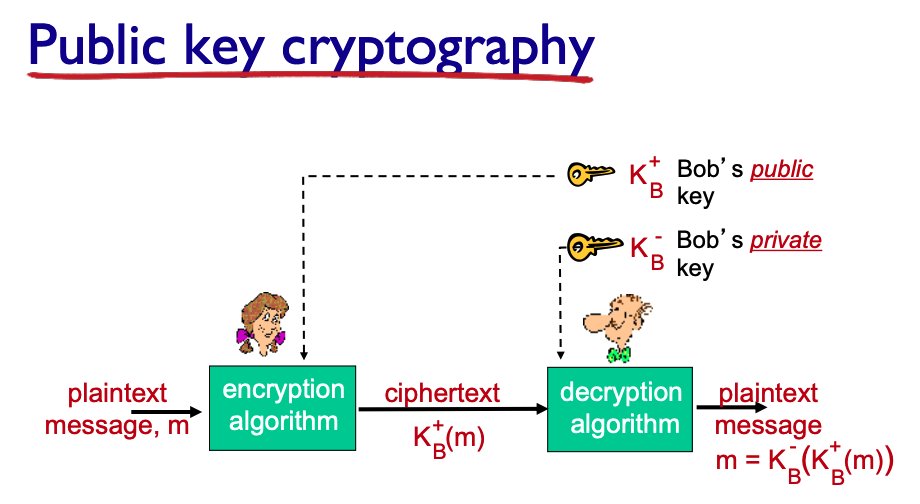 Public key cryptography
K_B^+ Bob's public
key
K_B^- Bob's private
key
plaintext
message, m
encryption
algorithm
ciphertext
K_B^+(m)
decryption
algorithm
plaintext
message
m = K_B^-(K_B^+(m))